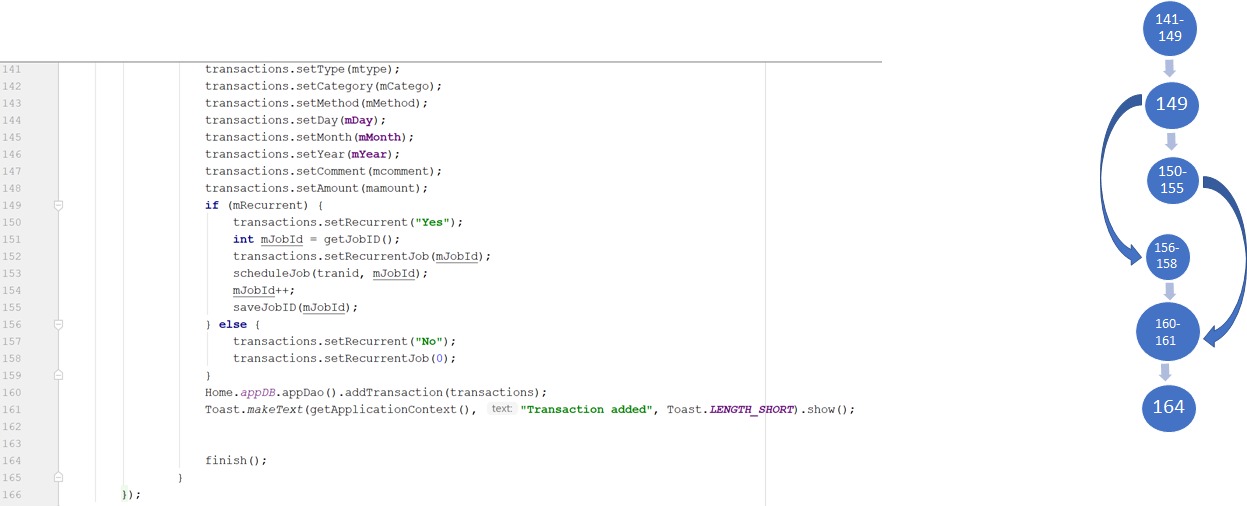 141 transactions.setType(mtype);
142 transactions.setCategory(mCatego);
143 transactions.setMethod(mMethod);
144 transactions.setDay(mDay);
145 transactions.setMonth(mMonth);
146 transactions.setYear(mYear);
147 transactions.setComment(mcomment);
148 transactions.setAmount(mamount);
149 if (mRecurrent) {
150 transactions.setRecurrent("Yes");
151 int mJobId = getJobID();
152 transactions.setRecurrentJob(mJobId);
153 scheduleJob(tranid, mJobId);
154 mJobId++;
155 saveJobID(mJobId);
156 } else {
157 transactions.setRecurrent("No");
158 transactions.setRecurrentJob(0);
159 }
160 Home.appDB.appDao().addTransaction(transactions);
161 Toast.makeText(getApplicationContext(), text: "Transaction added", Toast.LENGTH_SHORT).show();
162
163
164 finish();
165 }
166 });
141-
149
149
150-
155
156-
158
160-
161
164